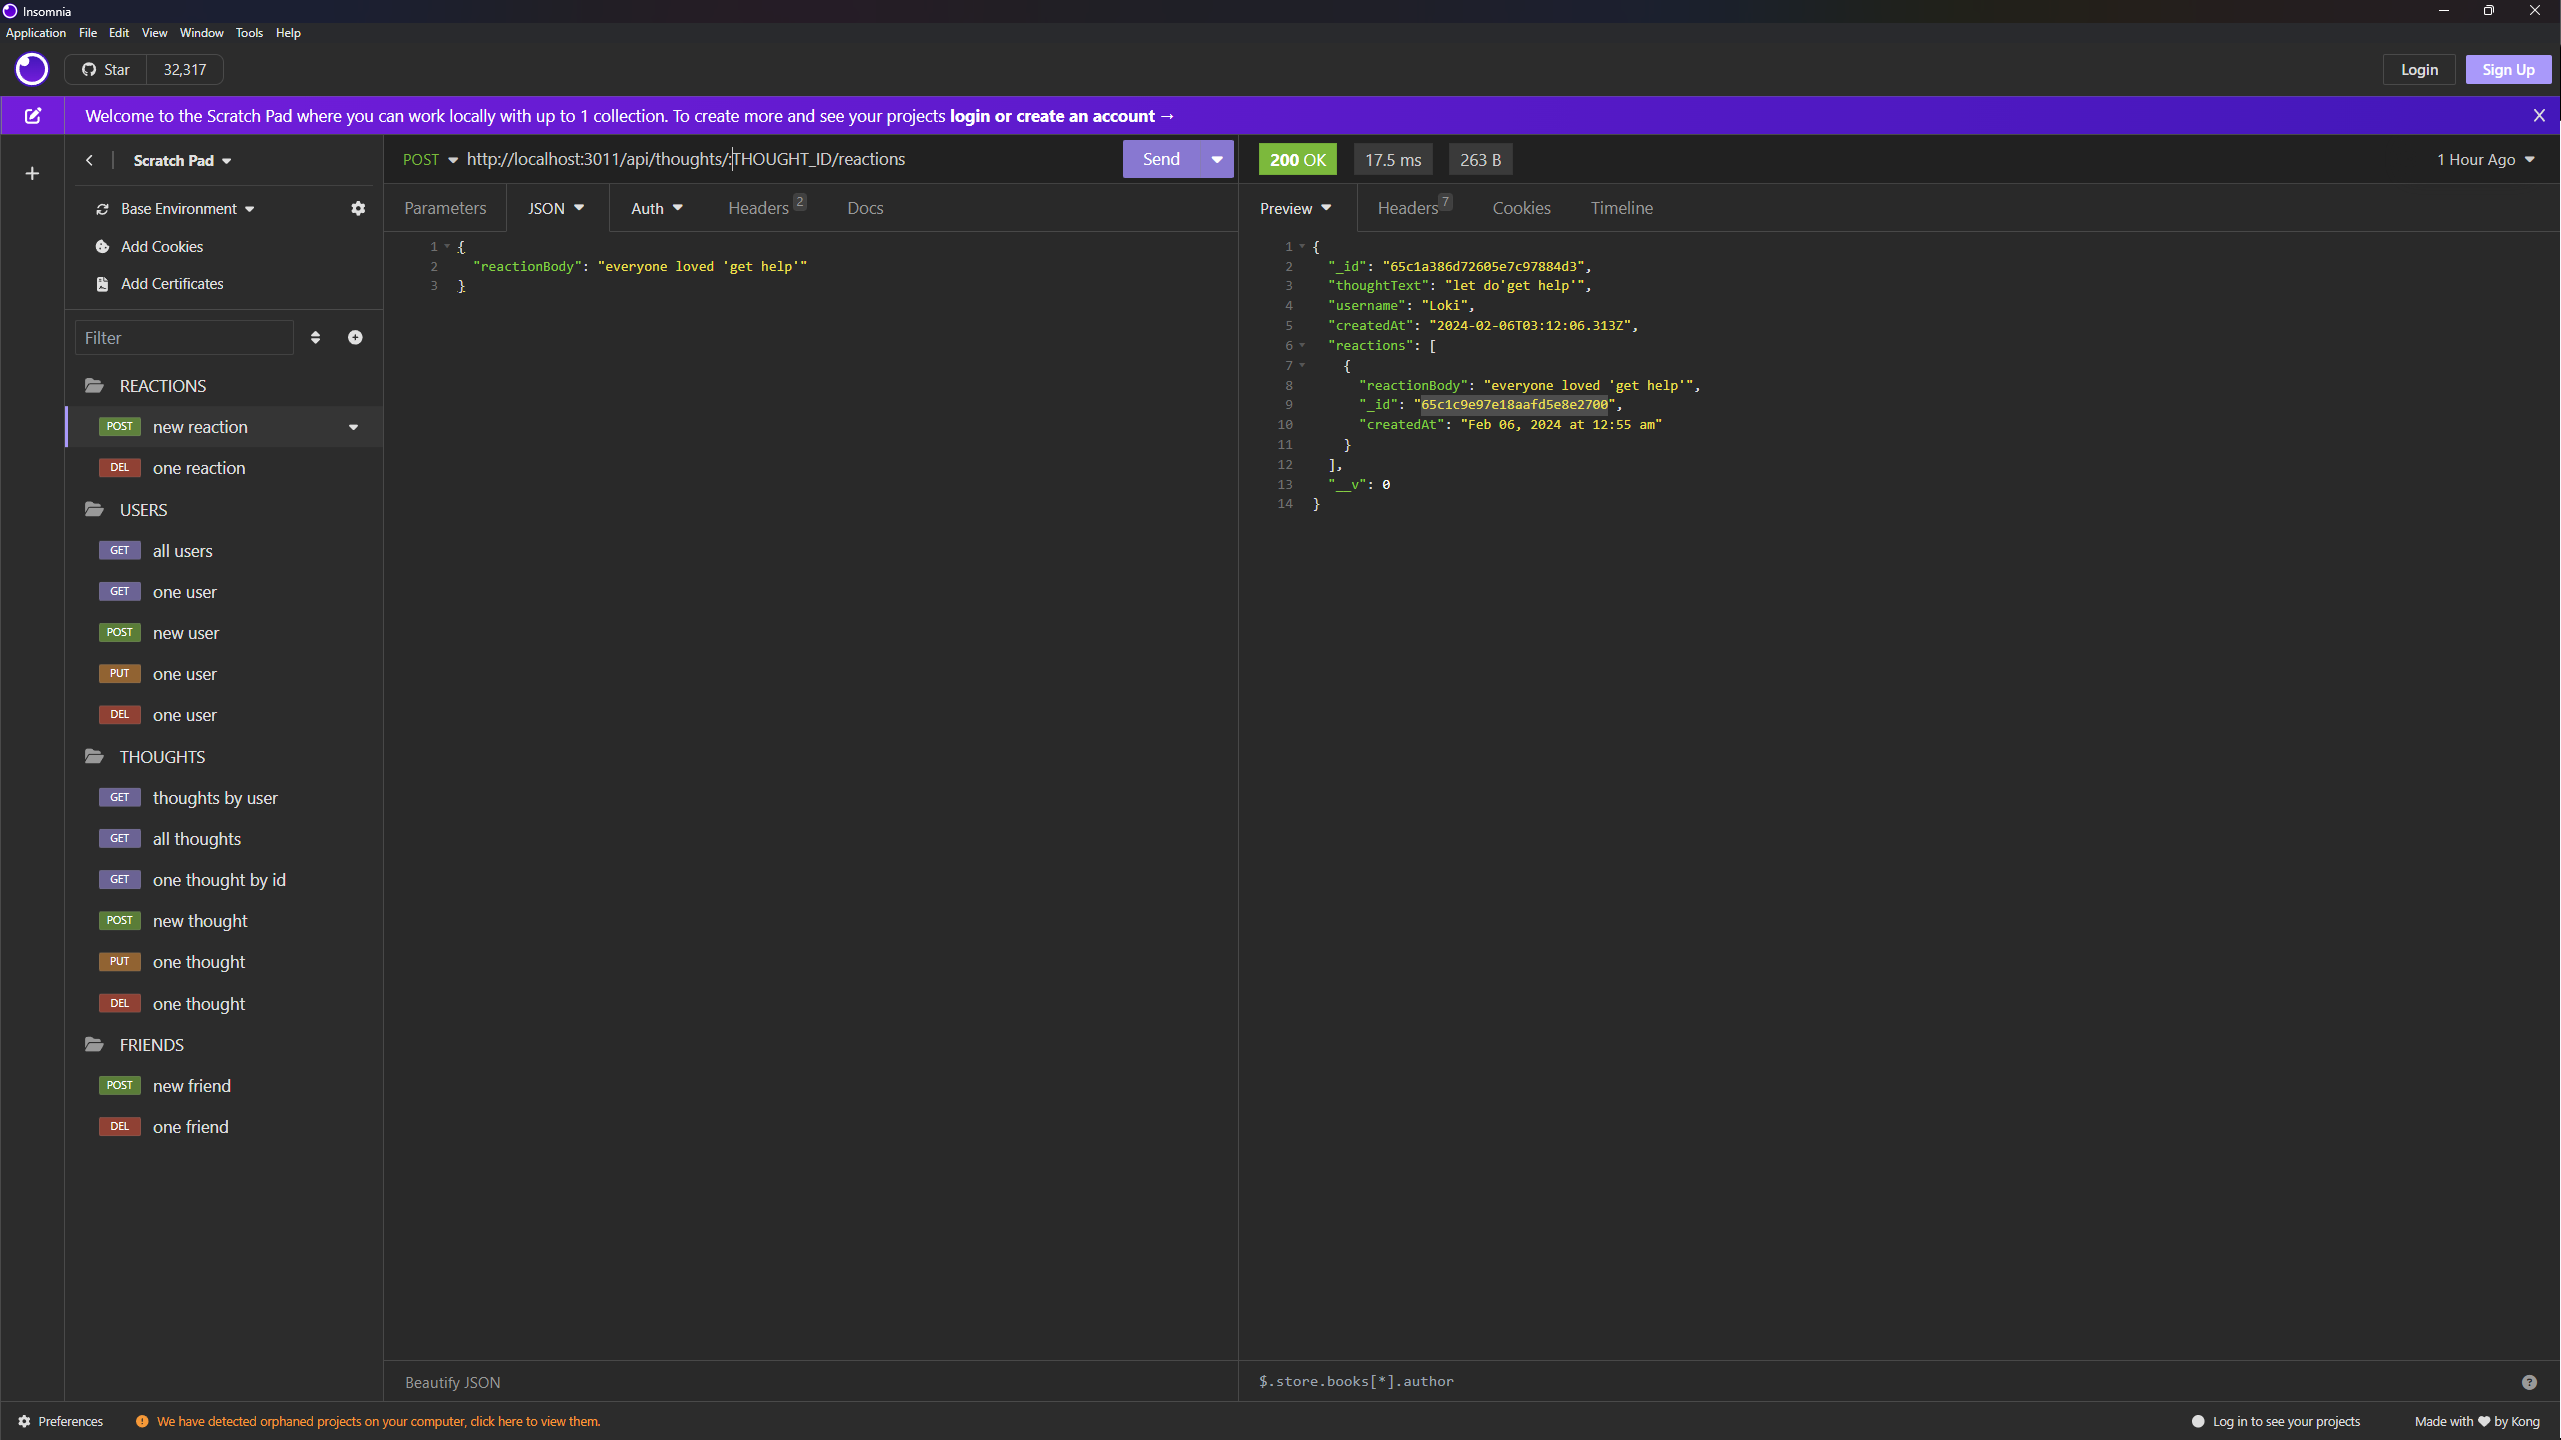 Insomnia
Application File Edit View Window Tools Help
Star 32,317
Login Sign Up
Welcome to the Scratch Pad where you can work locally with up to 1 collection. To create more and see your projects login or create an account →
Scratch Pad
Base Environment
Add Cookies
Add Certificates
Filter
REACTIONS
POST new reaction
DEL one reaction
USERS
GET all users
GET one user
POST new user
PUT one user
DEL one user
THOUGHTS
GET thoughts by user
GET all thoughts
GET one thought by id
POST new thought
PUT one thought
DEL one thought
FRIENDS
POST new friend
DEL one friend
POST http://localhost:3011/api/thoughts/:THOUGHT_ID/reactions Send
Parameters JSON Auth Headers 2 Docs
1 {
2 "reactionBody": "everyone loved 'get help'"
3 }
Beautify JSON
200 OK 17.5 ms 263 B 1 Hour Ago
Preview Headers 7 Cookies Timeline
1 {
2 "_id": "65c1a386d72605e7c97884d3",
3 "thoughtText": "let do'get help'",
4 "username": "Loki",
5 "createdAt": "2024-02-06T03:12:06.313Z",
6 "reactions": [
7 {
8 "reactionBody": "everyone loved 'get help'",
9 "_id": "65c1c9e97e18aafd5e8e2700",
10 "createdAt": "Feb 06, 2024 at 12:55 am"
11 }
12 ],
13 "__v": 0
14 }
$.store.books[*].author
Preferences We have detected orphaned projects on your computer, click here to view them.
Log in to see your projects Made with ♥ by Kong